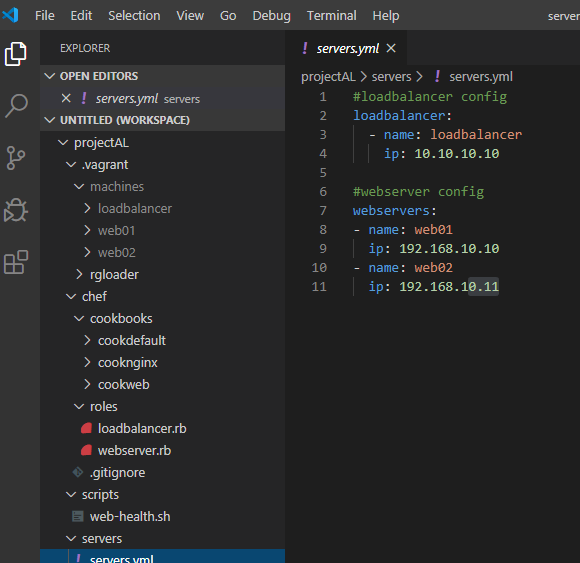 File Edit Selection View Go Debug Terminal Help server
EXPLORER
OPEN EDITORS
! servers.yml servers
UNTITLED (WORKSPACE)
projectAL
.vagrant
machines
loadbalancer
web01
web02
rgloader
chef
cookbooks
cookdefault
cooknginx
cookweb
roles
loadbalancer.rb
webserver.rb
.gitignore
scripts
web-health.sh
servers
! servers.yml
! servers.yml
projectAL > servers > ! servers.yml
1 #loadbalancer config
2 loadbalancer:
3 - name: loadbalancer
4 ip: 10.10.10.10
5
6 #webserver config
7 webservers:
8 - name: web01
9 ip: 192.168.10.10
10 - name: web02
11 ip: 192.168.10.11